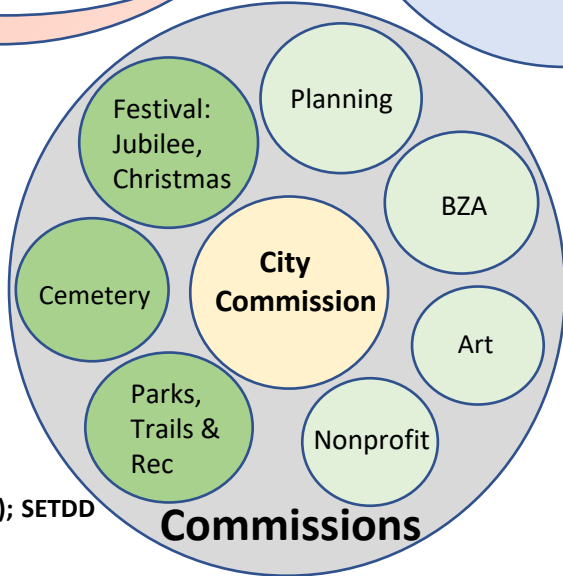 Planning
Festival:
Jubilee,
Christmas
BZA
City
Commission
Cemetery
Art
Parks,
Trails &
Rec
Nonprofit
); SETDD
Commissions